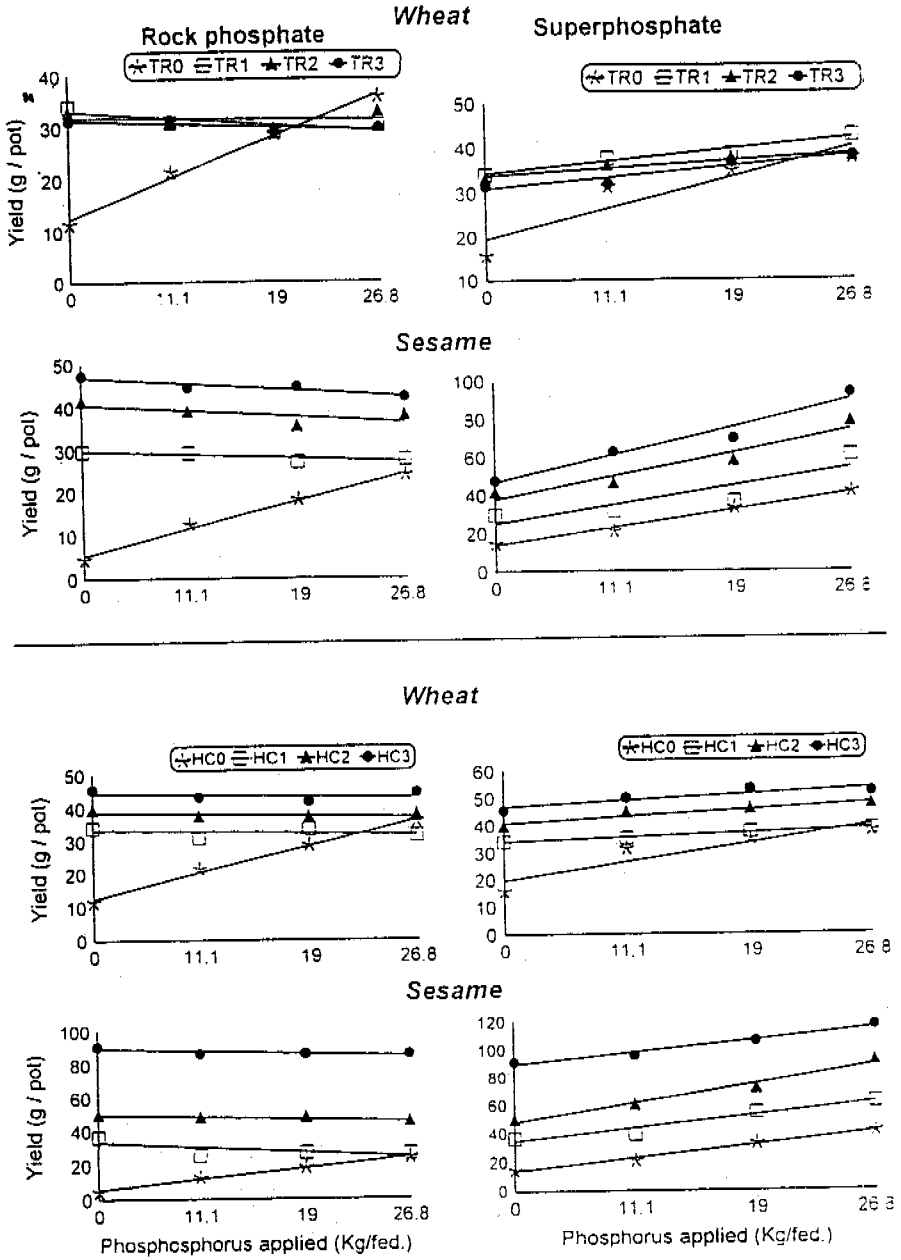 Wheat
Rock phosphate
Superphosphate
TR0 TR1 TR2 TR3
TR0 TR1 TR2 TR3
Yield (g / pot)
40
30
20
10
0
0 11.1 19 26.8
50
40
30
20
10
0 11.1 19 26.8
Sesame
Yield (g / pot)
50
40
30
20
10
0
0 11.1 19 26.8
100
80
60
40
20
0
0 11.1 19 26.8
Wheat
HC0 HC1 HC2 HC3
HC0 HC1 HC2 HC3
Yield (g / pot)
50
40
30
20
10
0
0 11.1 19 26.8
60
50
40
30
20
10
0
0 11.1 19 26.8
Sesame
Yield (g / pot)
100
80
60
40
20
0
0 11.1 19 26.8
Phosphosphorus applied (Kg/fed.)
120
100
80
60
40
20
0
0 11.1 19 26.8
Phosphorus applied (Kg/fed.)